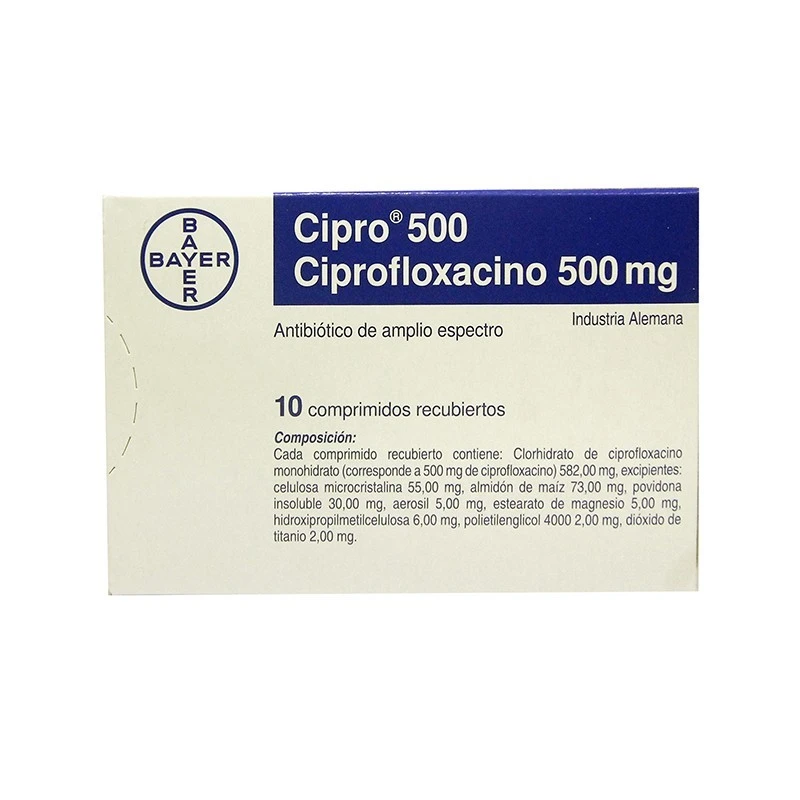 BAYER
BAYER
Cipro® 500
Ciprofloxacino 500 mg
Industria Alemana
Antibiótico de amplio espectro
10 comprimidos recubiertos
Composición:
Cada comprimido recubierto contiene: Clorhidrato de ciprofloxacino
monohidrato (corresponde a 500 mg de ciprofloxacino) 582,00 mg, excipientes:
celulosa microcristalina 55,00 mg, almidón de maíz 73,00 mg, povidona
insoluble 30,00 mg, aerosil 5,00 mg, estearato de magnesio 5,00 mg,
hidroxipropilmetilcelulosa 6,00 mg, polietilenglicol 4000 2,00 mg, dióxido de
titanio 2,00 mg.